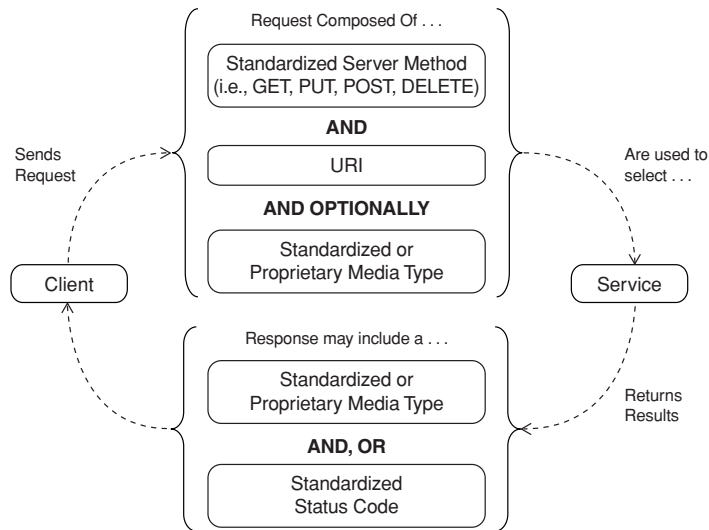 Request Composed Of . . .
Standardized Server Method
(i.e., GET, PUT, POST, DELETE)
AND
URI
AND OPTIONALLY
Standardized or
Proprietary Media Type
Sends
Request
Are used to
select . . .
Client
Service
Response may include a . . .
Standardized or
Proprietary Media Type
AND, OR
Standardized
Status Code
Returns
Results